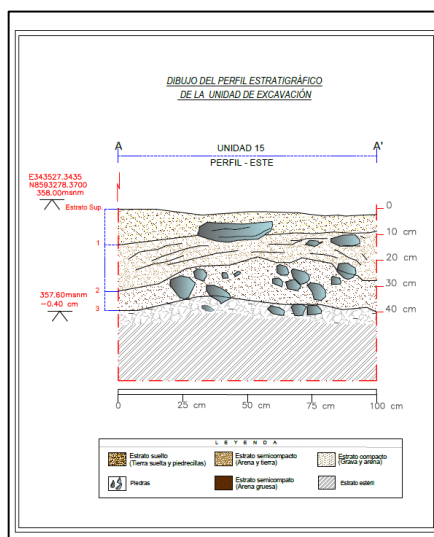 DIBUJO DEL PERFIL ESTRATIGRÁFICO
DE LA UNIDAD DE EXCAVACIÓN
A
UNIDAD 15
A'
PERFIL - ESTE
E343527.3435
N8593278.3700
358.00msnm
Estrato Sup.
0
1
10 cm
20 cm
2
30 cm
357.60msnm
-0.40 cm
3
40 cm
0
25 cm
50 cm
75 cm
100 cm
LEYENDA
Estrato suelto
(Tierra suelta y piedrecillas)
Estrato semicompacto
(Arena y tierra)
Estrato compacto
(Grava y arena)
Piedras
Estrato semicompato
(Arena gruesa)
Estrato estéril